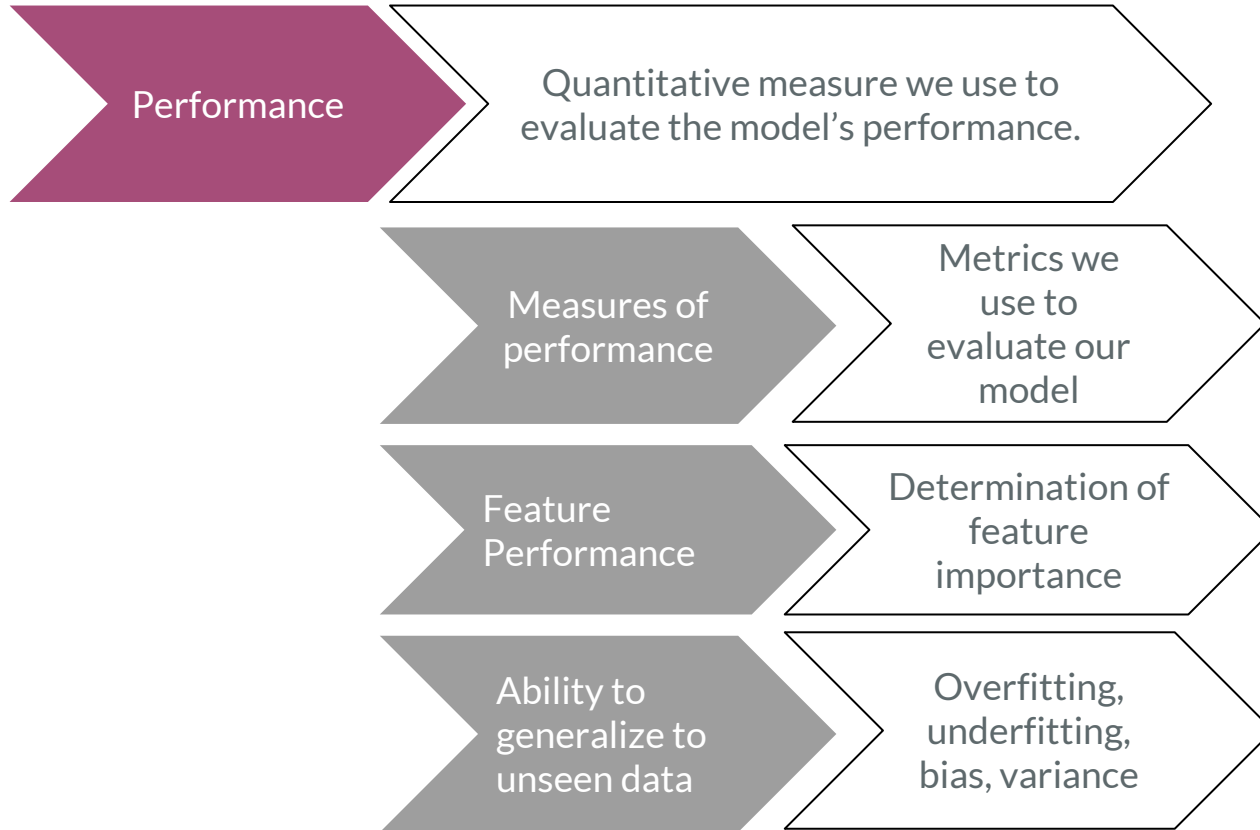 Performance
Quantitative measure we use to
evaluate the model’s performance.
Measures of
performance
Metrics we
use to
evaluate our
model
Feature
Performance
Determination of
feature
importance
Ability to
generalize to
unseen data
Overfitting,
underfitting,
bias, variance